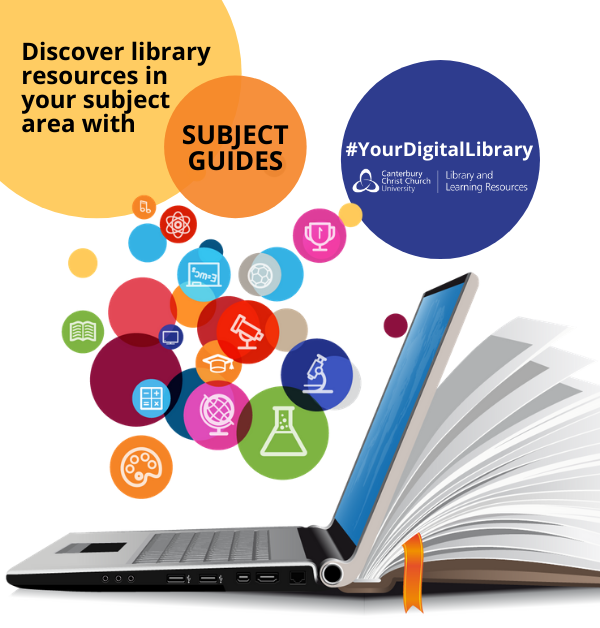 Discover library
resources in
your subject
area with
SUBJECT
GUIDES
#YourDigitalLibrary
Canterbury
Christ Church
University
Library and
Learning Resources